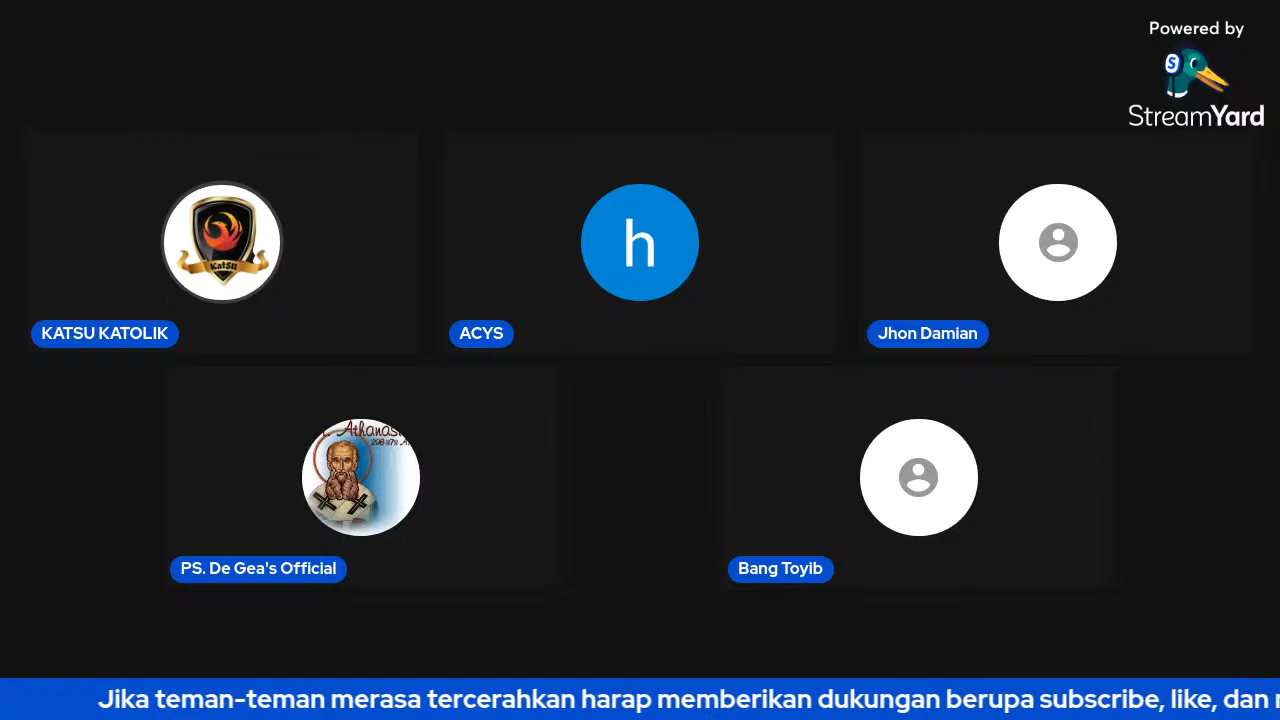 Powered by
StreamYard
KatSu
KATSU KATOLIK
h
ACYS
Jhon Damian
PS. De Gea's Official
Bang Toyib
Jika teman-teman merasa tercerahkan harap memberikan dukungan berupa subscribe, like, dan